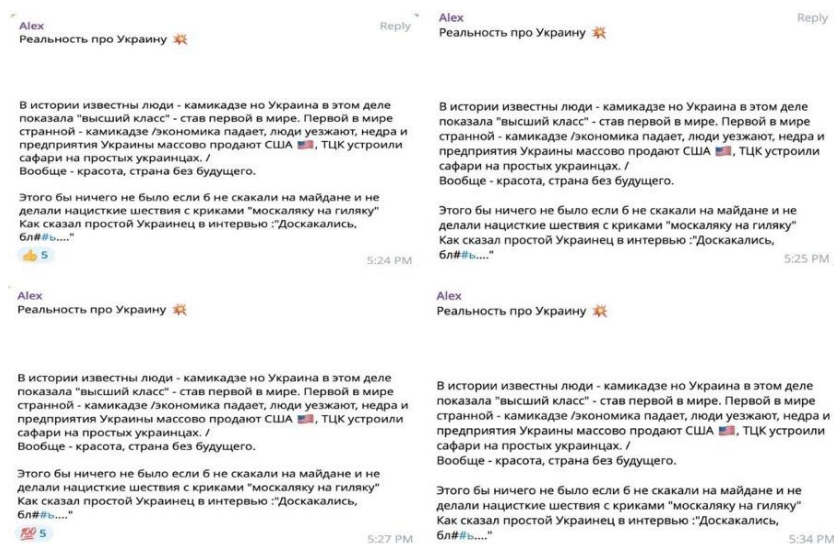 Alex
Reply
Реальность про Украину 💥
В истории известны люди - камикадзе но Украина в этом деле
показала "высший класс" - став первой в мире. Первой в мире
странной - камикадзе /экономика падает, люди уезжают, недра и
предприятия Украины массово продают США 🇺🇸, ТЦК устроили
сафари на простых украинцах. /
Вообще - красота, страна без будущего.
Этого бы ничего не было если б не скакали на майдане и не
делали нацисткие шествия с криками "москаляку на гиляку"
Как сказал простой Украинец в интервью :"Доскакались,
бл##ь...."
👍 5
5:24 PM
Alex
Reply
Реальность про Украину 💥
В истории известны люди - камикадзе но Украина в этом деле
показала "высший класс" - став первой в мире. Первой в мире
странной - камикадзе /экономика падает, люди уезжают, недра и
предприятия Украины массово продают США 🇺🇸, ТЦК устроили
сафари на простых украинцах. /
Вообще - красота, страна без будущего.
Этого бы ничего не было если б не скакали на майдане и не
делали нацисткие шествия с криками "москаляку на гиляку"
Как сказал простой Украинец в интервью :"Доскакались,
бл##ь...."
5:25 PM
Alex
Реальность про Украину 💥
В истории известны люди - камикадзе но Украина в этом деле
показала "высший класс" - став первой в мире. Первой в мире
странной - камикадзе /экономика падает, люди уезжают, недра и
предприятия Украины массово продают США 🇺🇸, ТЦК устроили
сафари на простых украинцах. /
Вообще - красота, страна без будущего.
Этого бы ничего не было если б не скакали на майдане и не
делали нацисткие шествия с криками "москаляку на гиляку"
Как сказал простой Украинец в интервью :"Доскакались,
бл##ь...."
💯 5
5:27 PM
Alex
Реальность про Украину 💥
В истории известны люди - камикадзе но Украина в этом деле
показала "высший класс" - став первой в мире. Первой в мире
странной - камикадзе /экономика падает, люди уезжают, недра и
предприятия Украины массово продают США 🇺🇸, ТЦК устроили
сафари на простых украинцах. /
Вообще - красота, страна без будущего.
Этого бы ничего не было если б не скакали на майдане и не
делали нацисткие шествия с криками "москаляку на гиляку"
Как сказал простой Украинец в интервью :"Доскакались,
бл##ь...."
5:34 PM